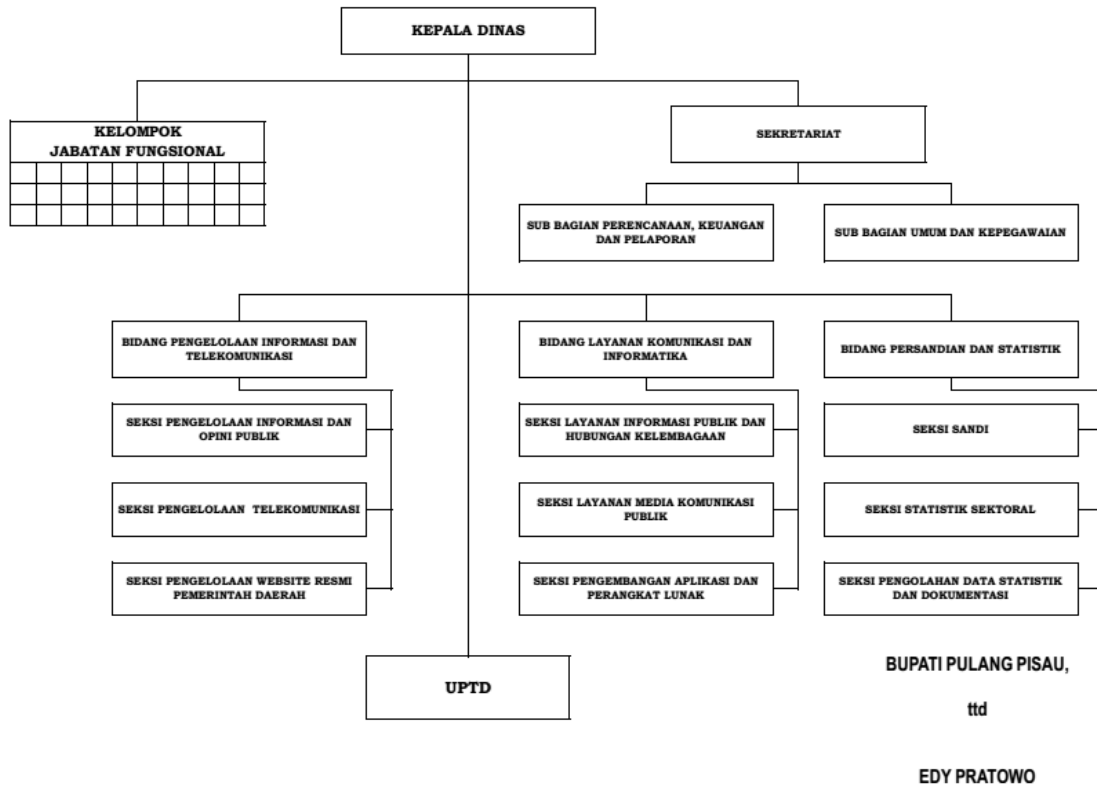 KEPALA DINAS
KELOMPOK
JABATAN FUNGSIONAL
SEKRETARIAT
SUB BAGIAN PERENCANAAN, KEUANGAN
DAN PELAPORAN
SUB BAGIAN UMUM DAN KEPEGAWAIAN
BIDANG PENGELOLAAN INFORMASI DAN
TELEKOMUNIKASI
BIDANG LAYANAN KOMUNIKASI DAN
INFORMATIKA
BIDANG PERSANDIAN DAN STATISTIK
SEKSI PENGELOLAAN INFORMASI DAN
OPINI PUBLIK
SEKSI LAYANAN INFORMASI PUBLIK DAN
HUBUNGAN KELEMBAGAAN
SEKSI SANDI
SEKSI PENGELOLAAN TELEKOMUNIKASI
SEKSI LAYANAN MEDIA KOMUNIKASI
PUBLIK
SEKSI STATISTIK SEKTORAL
SEKSI PENGELOLAAN WEBSITE RESMI
PEMERINTAH DAERAH
SEKSI PENGEMBANGAN APLIKASI DAN
PERANGKAT LUNAK
SEKSI PENGOLAHAN DATA STATISTIK
DAN DOKUMENTASI
UPTD
BUPATI PULANG PISAU,
ttd
EDY PRATOWO